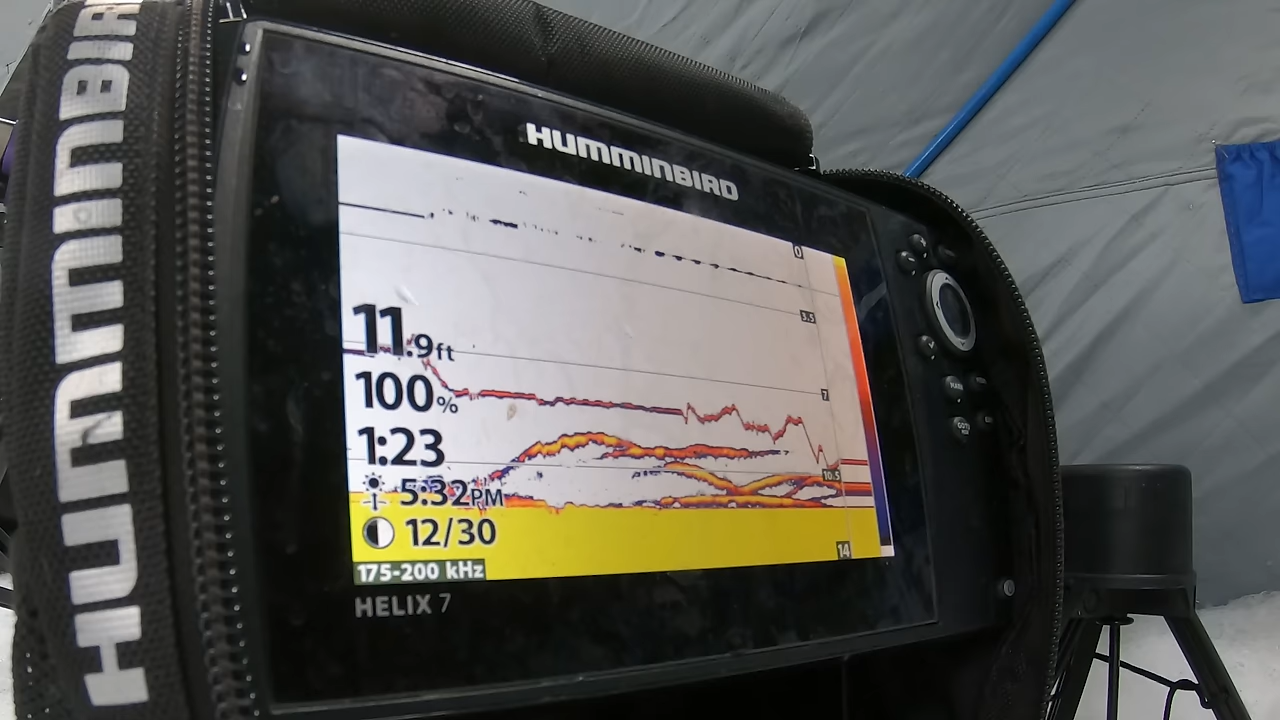 HUMMINBIR
HUMMINBIRD
0
3.5
11.9ft
7
100%
1:23
10.5
5:32PM
12/30
14
175-200 kHz
HELIX 7